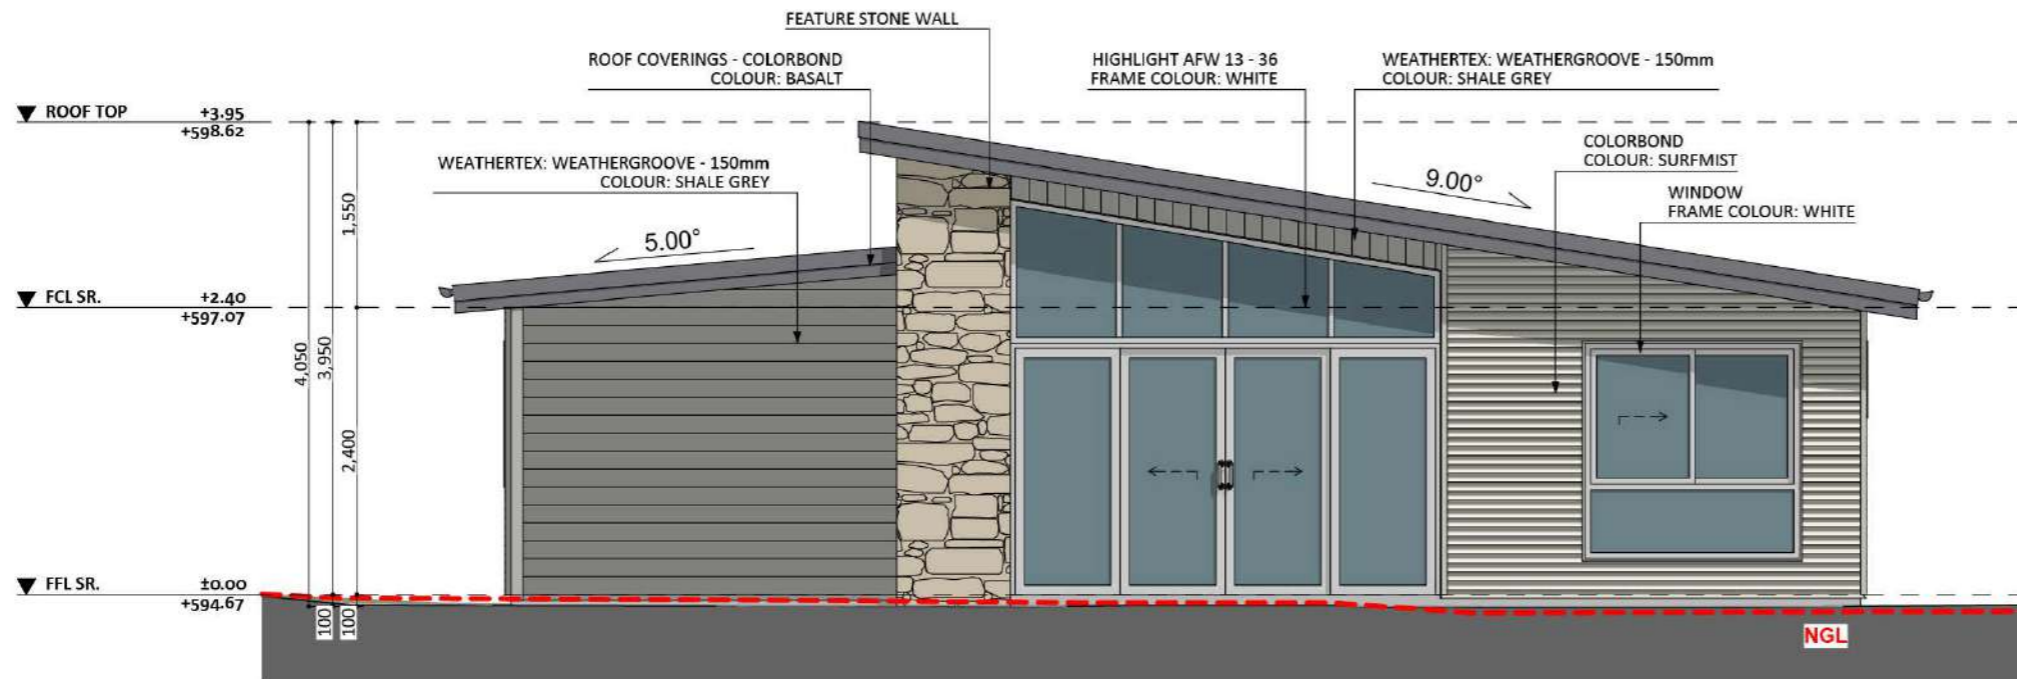 FEATURE STONE WALL
ROOF COVERINGS - COLORBOND
COLOUR: BASALT
HIGHLIGHT AFW 13 - 36
FRAME COLOUR: WHITE
WEATHERTEX: WEATHERGROOVE - 150mm
COLOUR: SHALE GREY
ROOF TOP
+3.95
+598.62
WEATHERTEX: WEATHERGROOVE - 150mm
COLOUR: SHALE GREY
COLORBOND
COLOUR: SURFMIST
WINDOW
FRAME COLOUR: WHITE
9.00°
5.00°
1,550
FCL SR.
+2.40
+597.07
4,050
3,950
2,400
FFL SR.
±0.00
+594.67
100
100
NGL